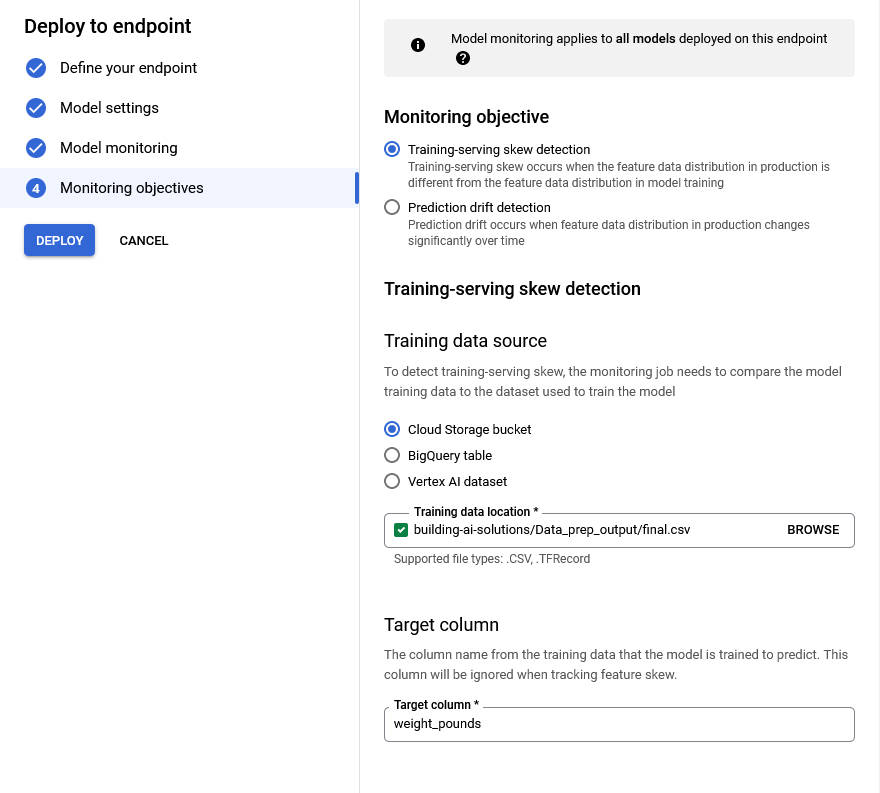 Deploy to endpoint
Define your endpoint
Model settings
Model monitoring
4 Monitoring objectives
DEPLOY CANCEL
Model monitoring applies to all models deployed on this endpoint
Monitoring objective
Training-serving skew detection
Training-serving skew occurs when the feature data distribution in production is
different from the feature data distribution in model training
Prediction drift detection
Prediction drift occurs when feature data distribution in production changes
significantly over time
Training-serving skew detection
Training data source
To detect training-serving skew, the monitoring job needs to compare the model
training data to the dataset used to train the model
Cloud Storage bucket
BigQuery table
Vertex AI dataset
Training data location *
building-ai-solutions/Data_prep_output/final.csv BROWSE
Supported file types: .CSV, .TFRecord
Target column
The column name from the training data that the model is trained to predict. This
column will be ignored when tracking feature skew.
Target column *
weight_pounds